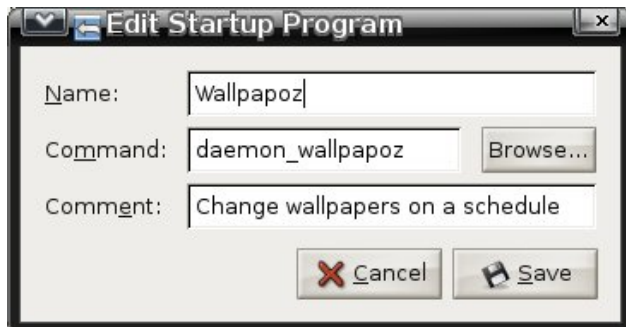 Edit Startup Program
Name: Wallpapoz
Command: daemon_wallpapoz Browse...
Comment: Change wallpapers on a schedule
Cancel Save